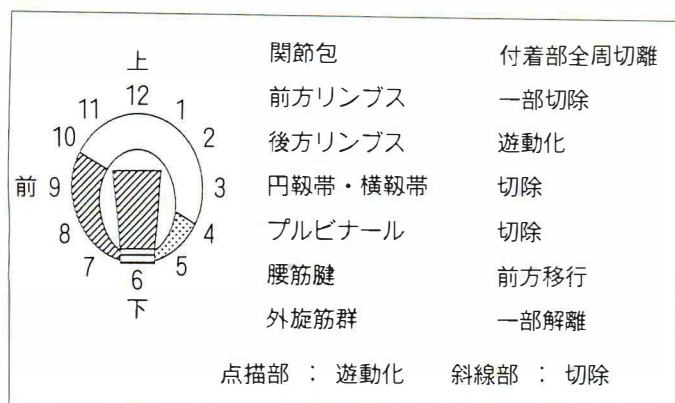 上
12
11 1
10 2
前 9 3
8 4
7 5
6
下
関節包 付着部全周切離
前方リンブス 一部切除
後方リンブス 遊動化
円靱帯・横靱帯 切除
プルビナール 切除
腰筋腱 前方移行
外旋筋群 一部解離
点描部 : 遊動化 斜線部 : 切除